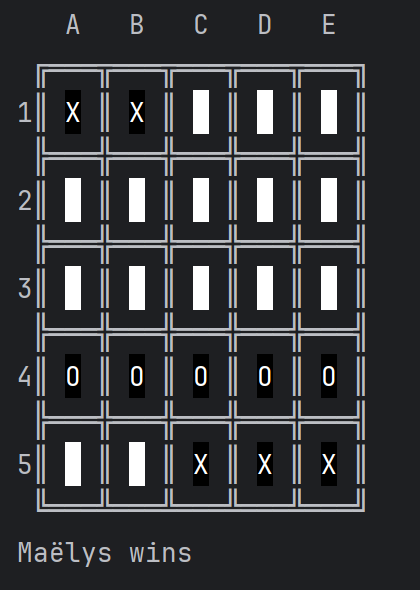 A B C D E
1 X X
2
3
4 O O O O O
5 X X X
Maëlys wins